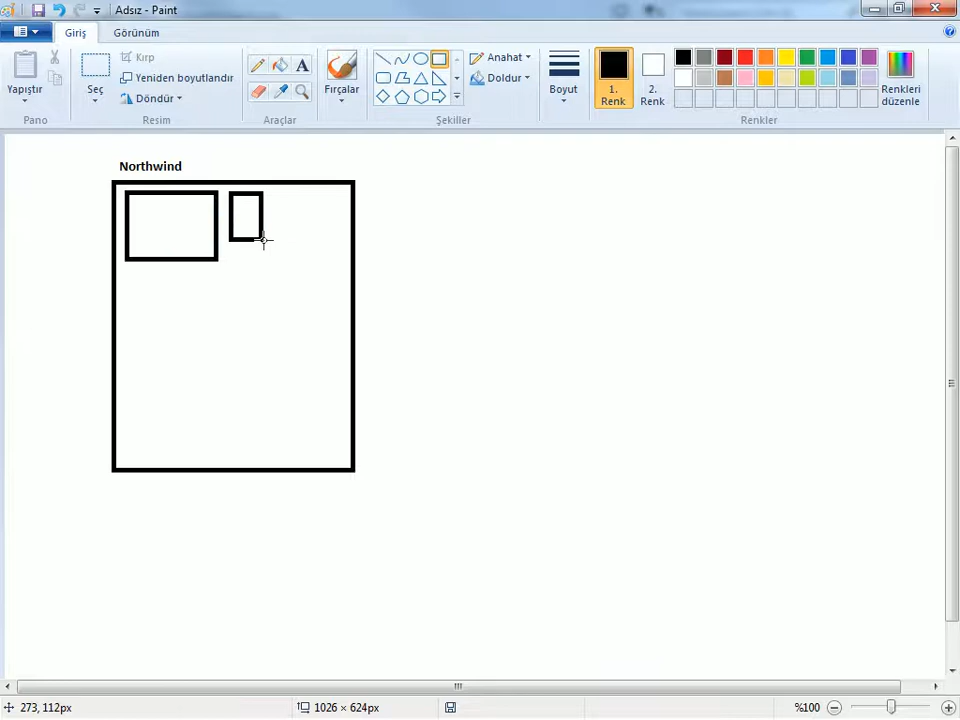 Adsız - Paint
Giriş
Görünüm
Yapıştır
Pano
Seç
Kırp
Yeniden boyutlandır
Döndür
Resim
A
Araçlar
Fırçalar
Anahat
Doldur
Şekiller
Boyut
1.
Renk
2.
Renk
Renkleri
düzenle
Renkler
Northwind
273, 112px
1026 × 624px
%100